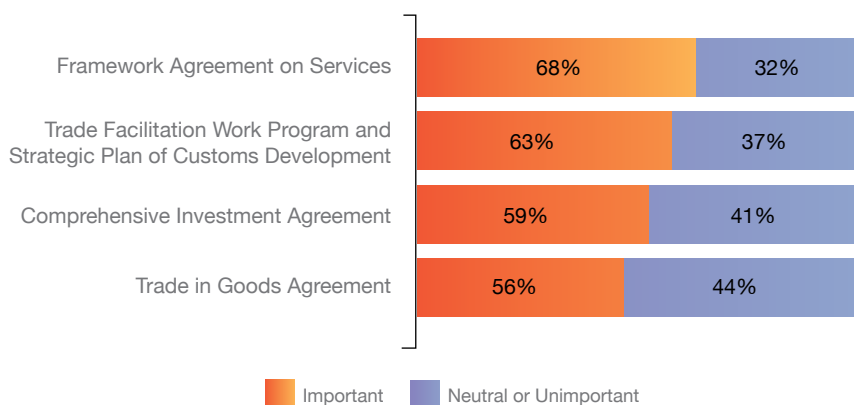 Framework Agreement on Services
68%
32%
Trade Facilitation Work Program and
Strategic Plan of Customs Development
63%
37%
Comprehensive Investment Agreement
59%
41%
Trade in Goods Agreement
56%
44%
Important
Neutral or Unimportant